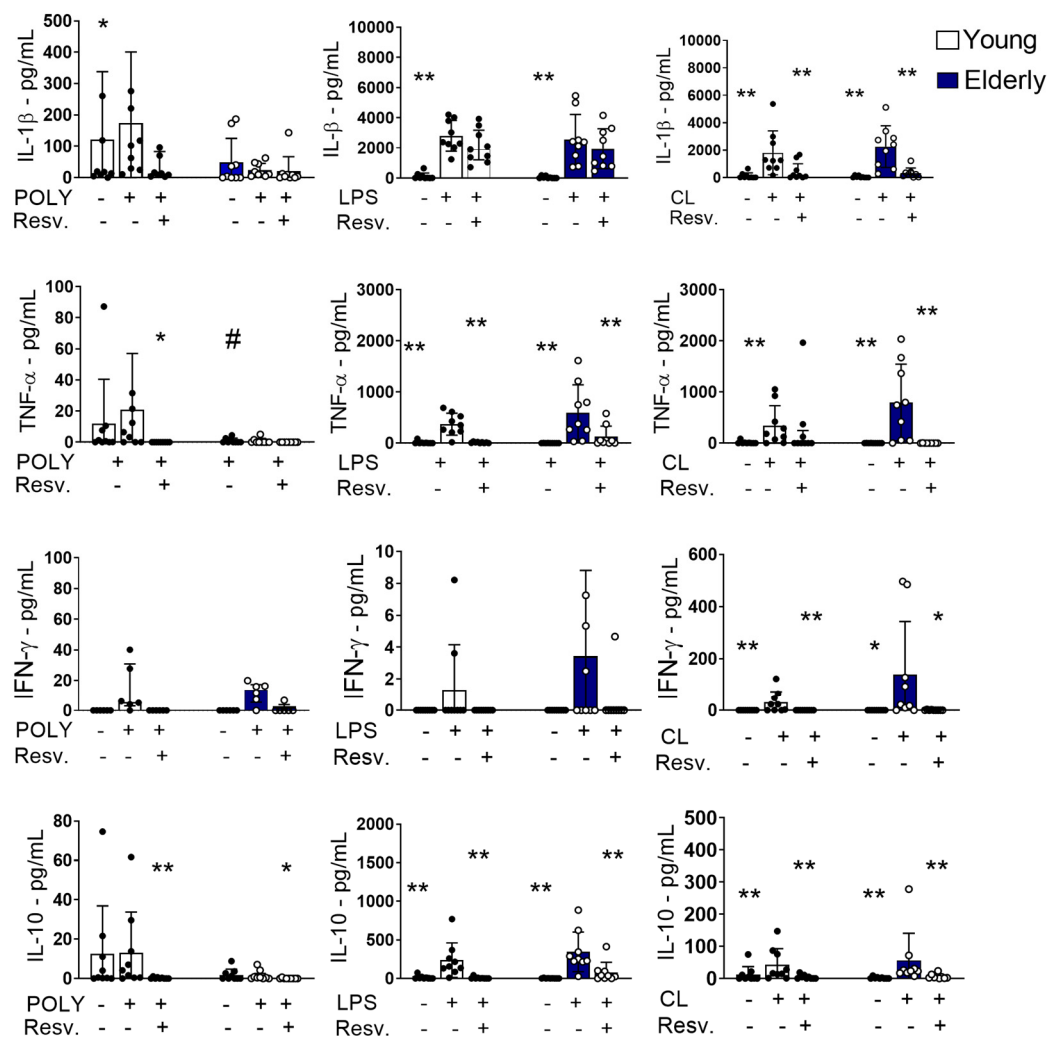 Young
Elderly
IL-1β - pg/mL
500
400
300
200
100
0
*
POLY - + + - + +
Resv. - - + - - +
IL-β - pg/mL
10000
8000
6000
4000
2000
0
** **
LPS - + + - + +
Resv. - - + - - +
IL-1β - pg/mL
10000
8000
6000
4000
2000
0
** ** ** **
CL - + + - + +
Resv. - - + - - +
TNF-α - pg/mL
100
80
60
40
20
0
* #
POLY + + + +
Resv. - + - +
TNF-α - pg/mL
3000
2000
1000
0
** ** ** **
LPS - + + - + +
Resv. - - + - - +
TNF-α - pg/mL
3000
2000
1000
0
** ** **
CL - + + - + +
Resv. - - + - - +
IFN-γ - pg/mL
100
80
60
40
20
0
POLY - + + - + +
Resv. - - + - - +
IFN-γ - pg/mL
10
8
6
4
2
0
LPS - + + - + +
Resv. - - + - - +
IFN-γ - pg/mL
600
400
200
0
** ** * *
CL - + + - + +
Resv. - - + - - +
IL-10 - pg/mL
80
60
40
20
0
** *
POLY - + + - + +
Resv. - - + - - +
IL-10 - pg/mL
2000
1500
1000
500
0
** ** ** **
LPS - + + - + +
Resv. - - + - - +
IL-10 - pg/mL
500
400
300
200
100
0
** ** ** **
CL - + + - + +
Resv. - - + - - +